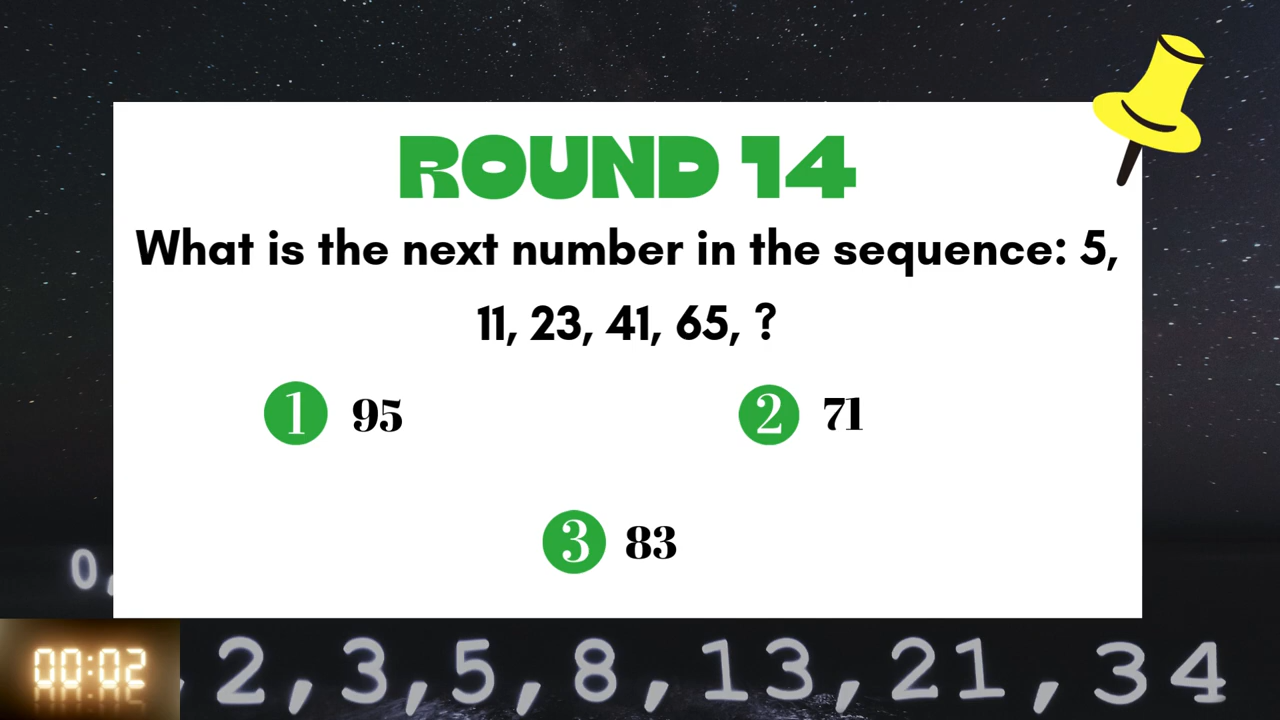 ROUND 14
What is the next number in the sequence: 5,
11, 23, 41, 65, ?
1 95
2 71
3 83
0,
00:02
, 2, 3, 5, 8, 13, 21, 34